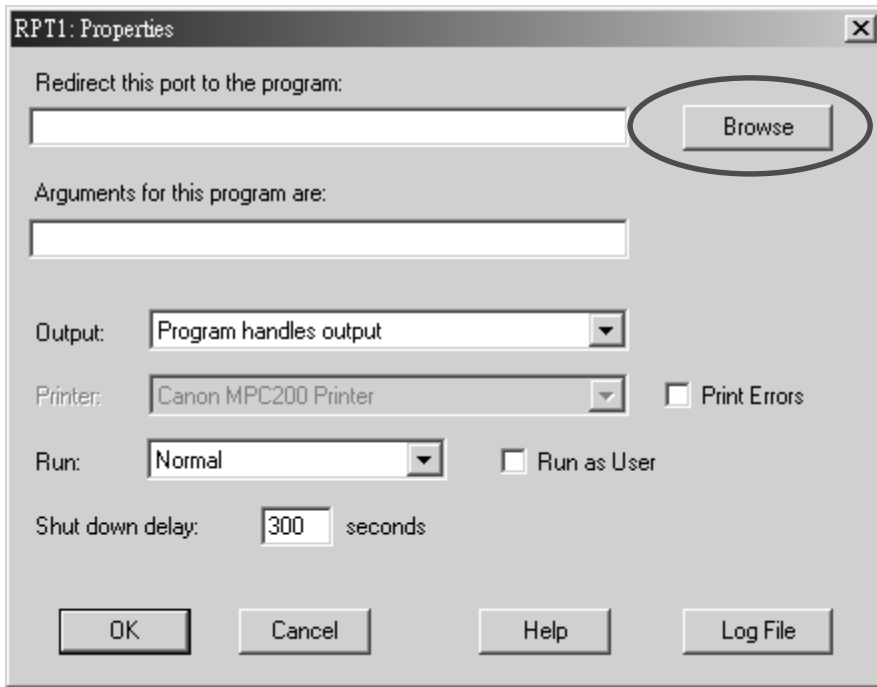 RPT1: Properties
Redirect this port to the program:
Browse
Arguments for this program are:
Output: Program handles output
Printer: Canon MPC200 Printer Print Errors
Run: Normal Run as User
Shut down delay: 300 seconds
OK Cancel Help Log File